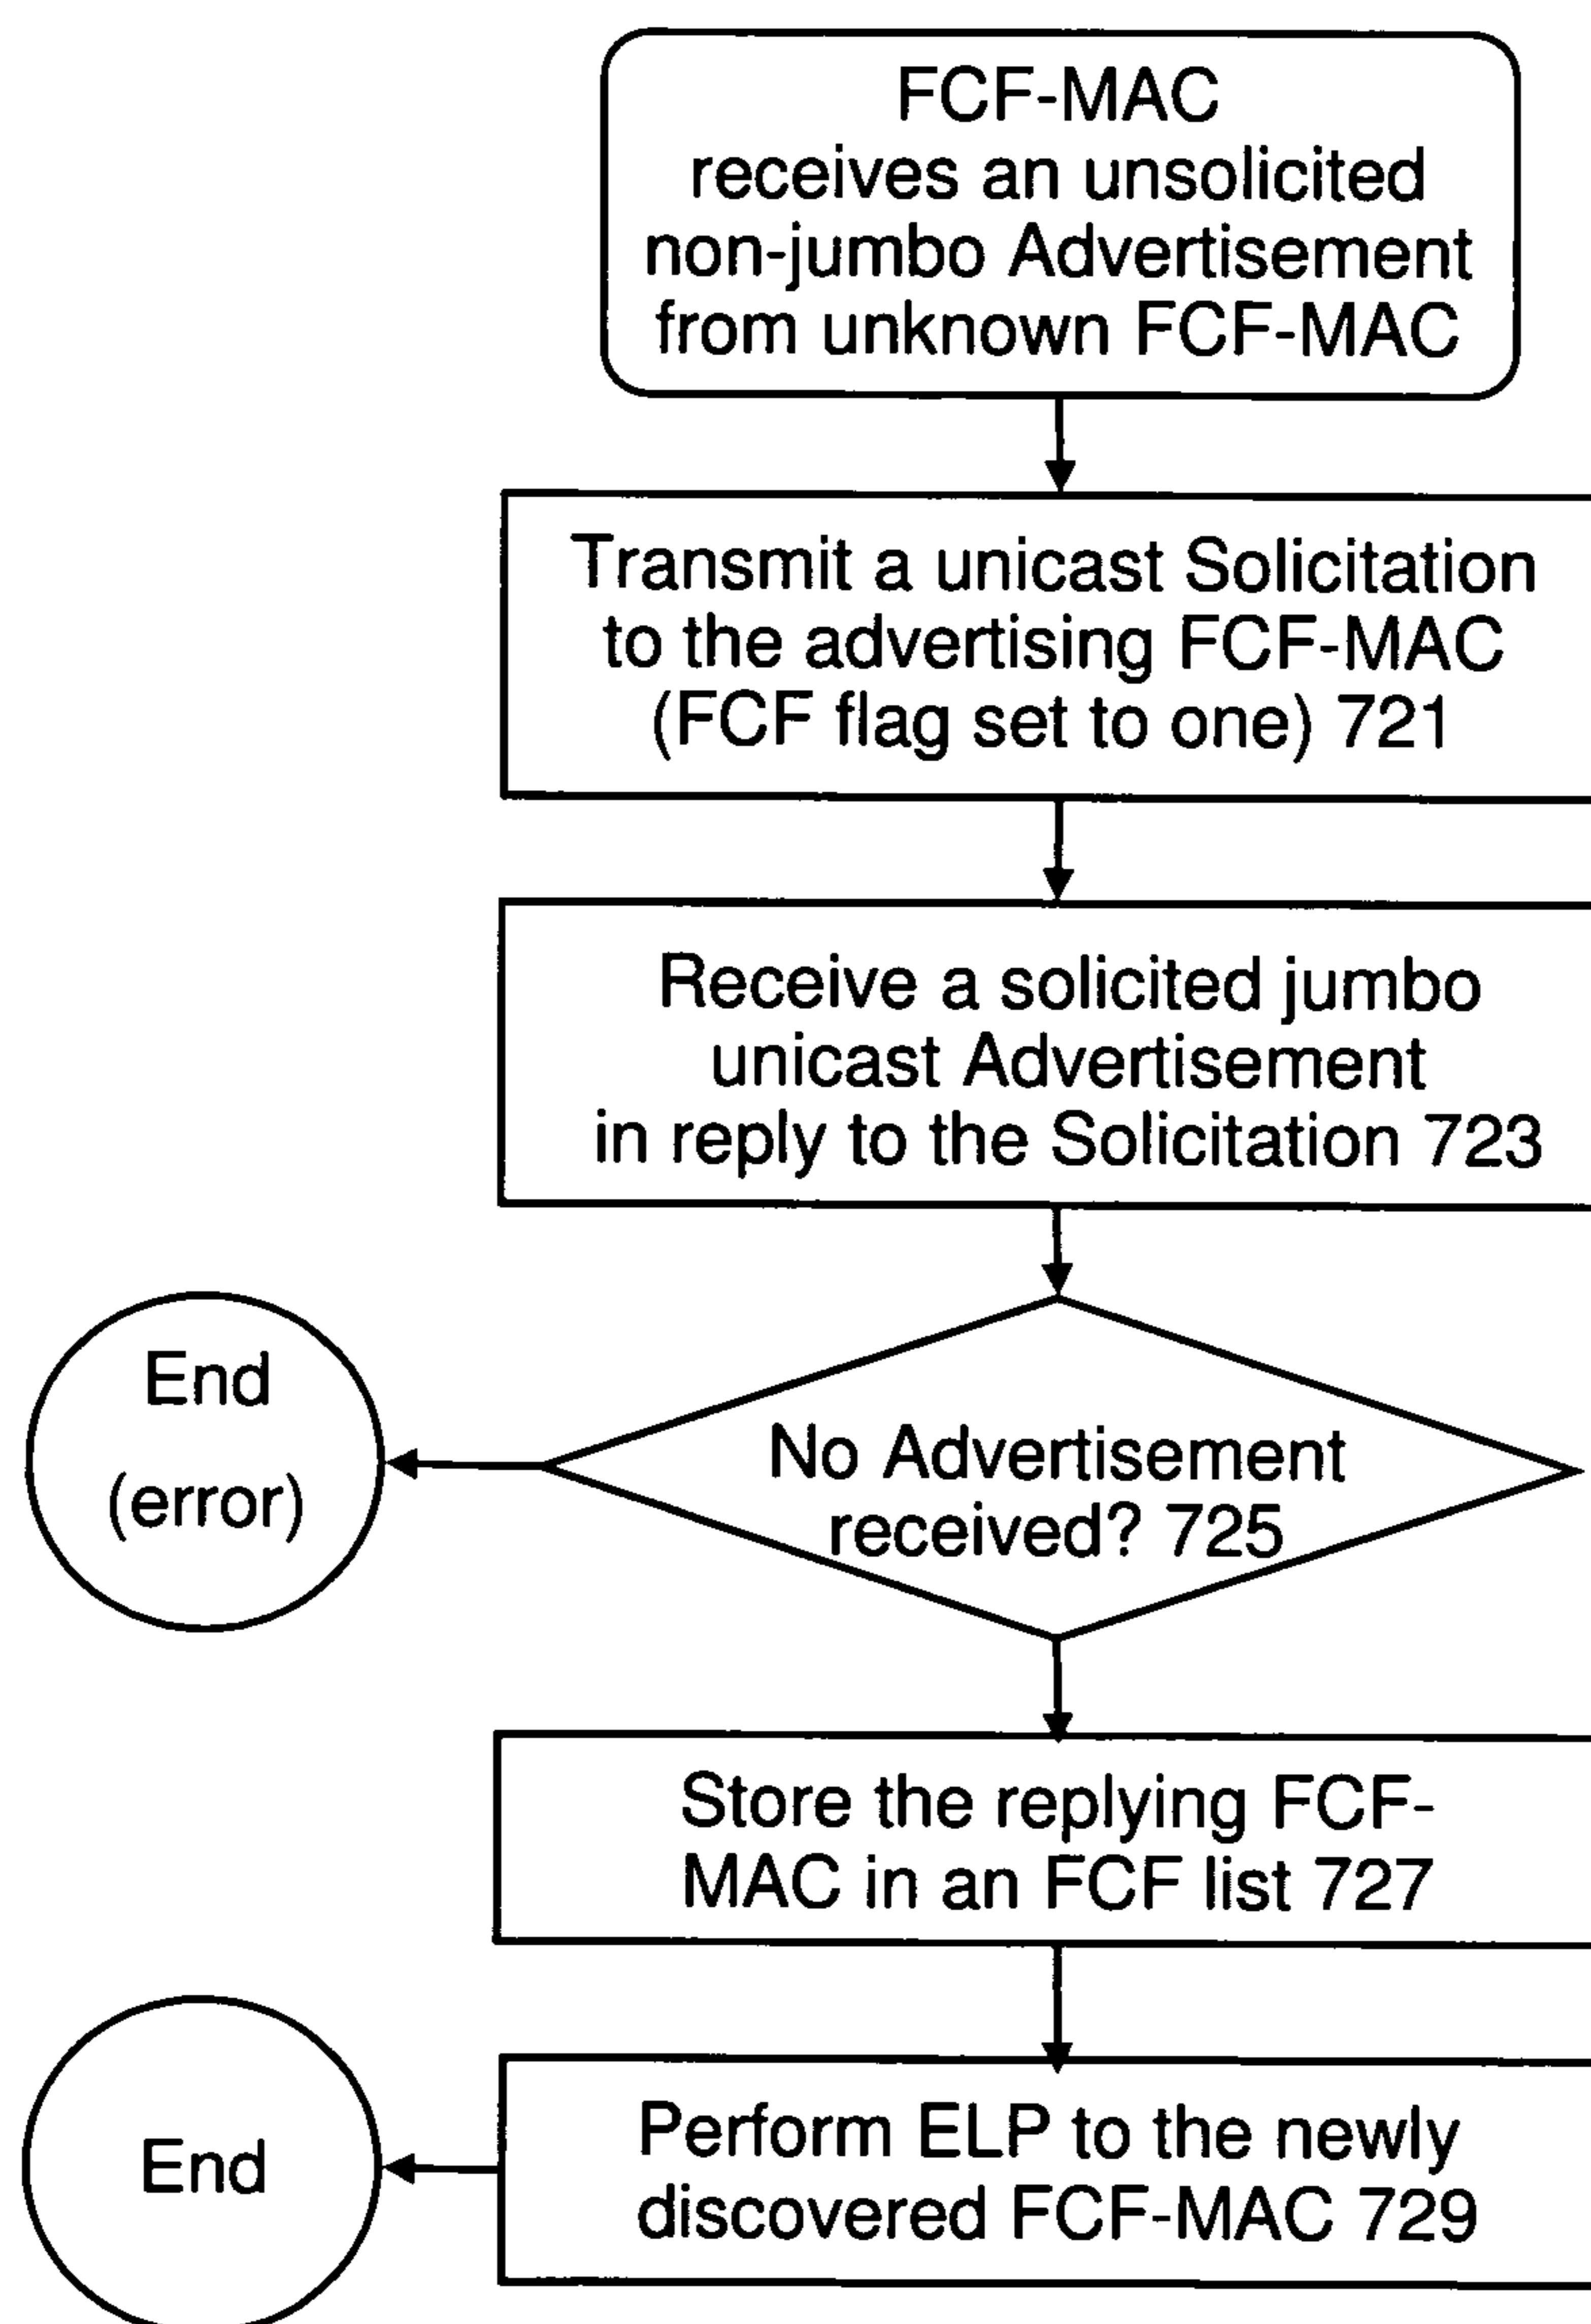 FCF-MAC
receives an unsolicited
non-jumbo Advertisement
from unknown FCF-MAC
Transmit a unicast Solicitation
to the advertising FCF-MAC
(FCF flag set to one) 721
Receive a solicited jumbo
unicast Advertisement
in reply to the Solicitation 723
End
(error)
No Advertisement
received? 725
Store the replying FCF-
MAC in an FCF list 727
End
Perform ELP to the newly
discovered FCF-MAC 729